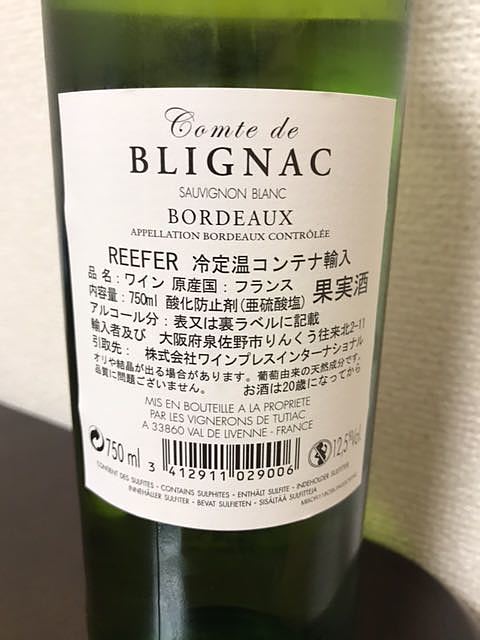 Comte de
BLIGNAC
SAUVIGNON BLANC
BORDEAUX
APPELLATION BORDEAUX CONTRÔLÉE
REEFER 冷定温コンテナ輸入
品名：ワイン 原産国：フランス
内容量：750ml 酸化防止剤(亜硫酸塩) 果実酒
アルコール分：表又は裏ラベルに記載
輸入者及び 大阪府泉佐野市りんくう往来北2-11
引取先： 株式会社ワインプレスインターナショナル
オリや結晶が出る場合があります。葡萄由来の天然成分です。
品質に問題ございません。 お酒は20歳になってから
MIS EN BOUTEILLE A LA PROPRIETE
PAR LES VIGNERONS DE TUTIAC
A 33860 VAL DE LIVENNE - FRANCE
750 ml 3 412911 029006 12,5%vol.
CONTIENT DES SULFITES - CONTAINS SULPHITES - ENTHÄLT SULFITE - INDEHOLDER SULFITTER
INNEHÅLLER SULFITER - BEVAT SULFIETEN - SISÄLTÄÄ SULFIITTEJA